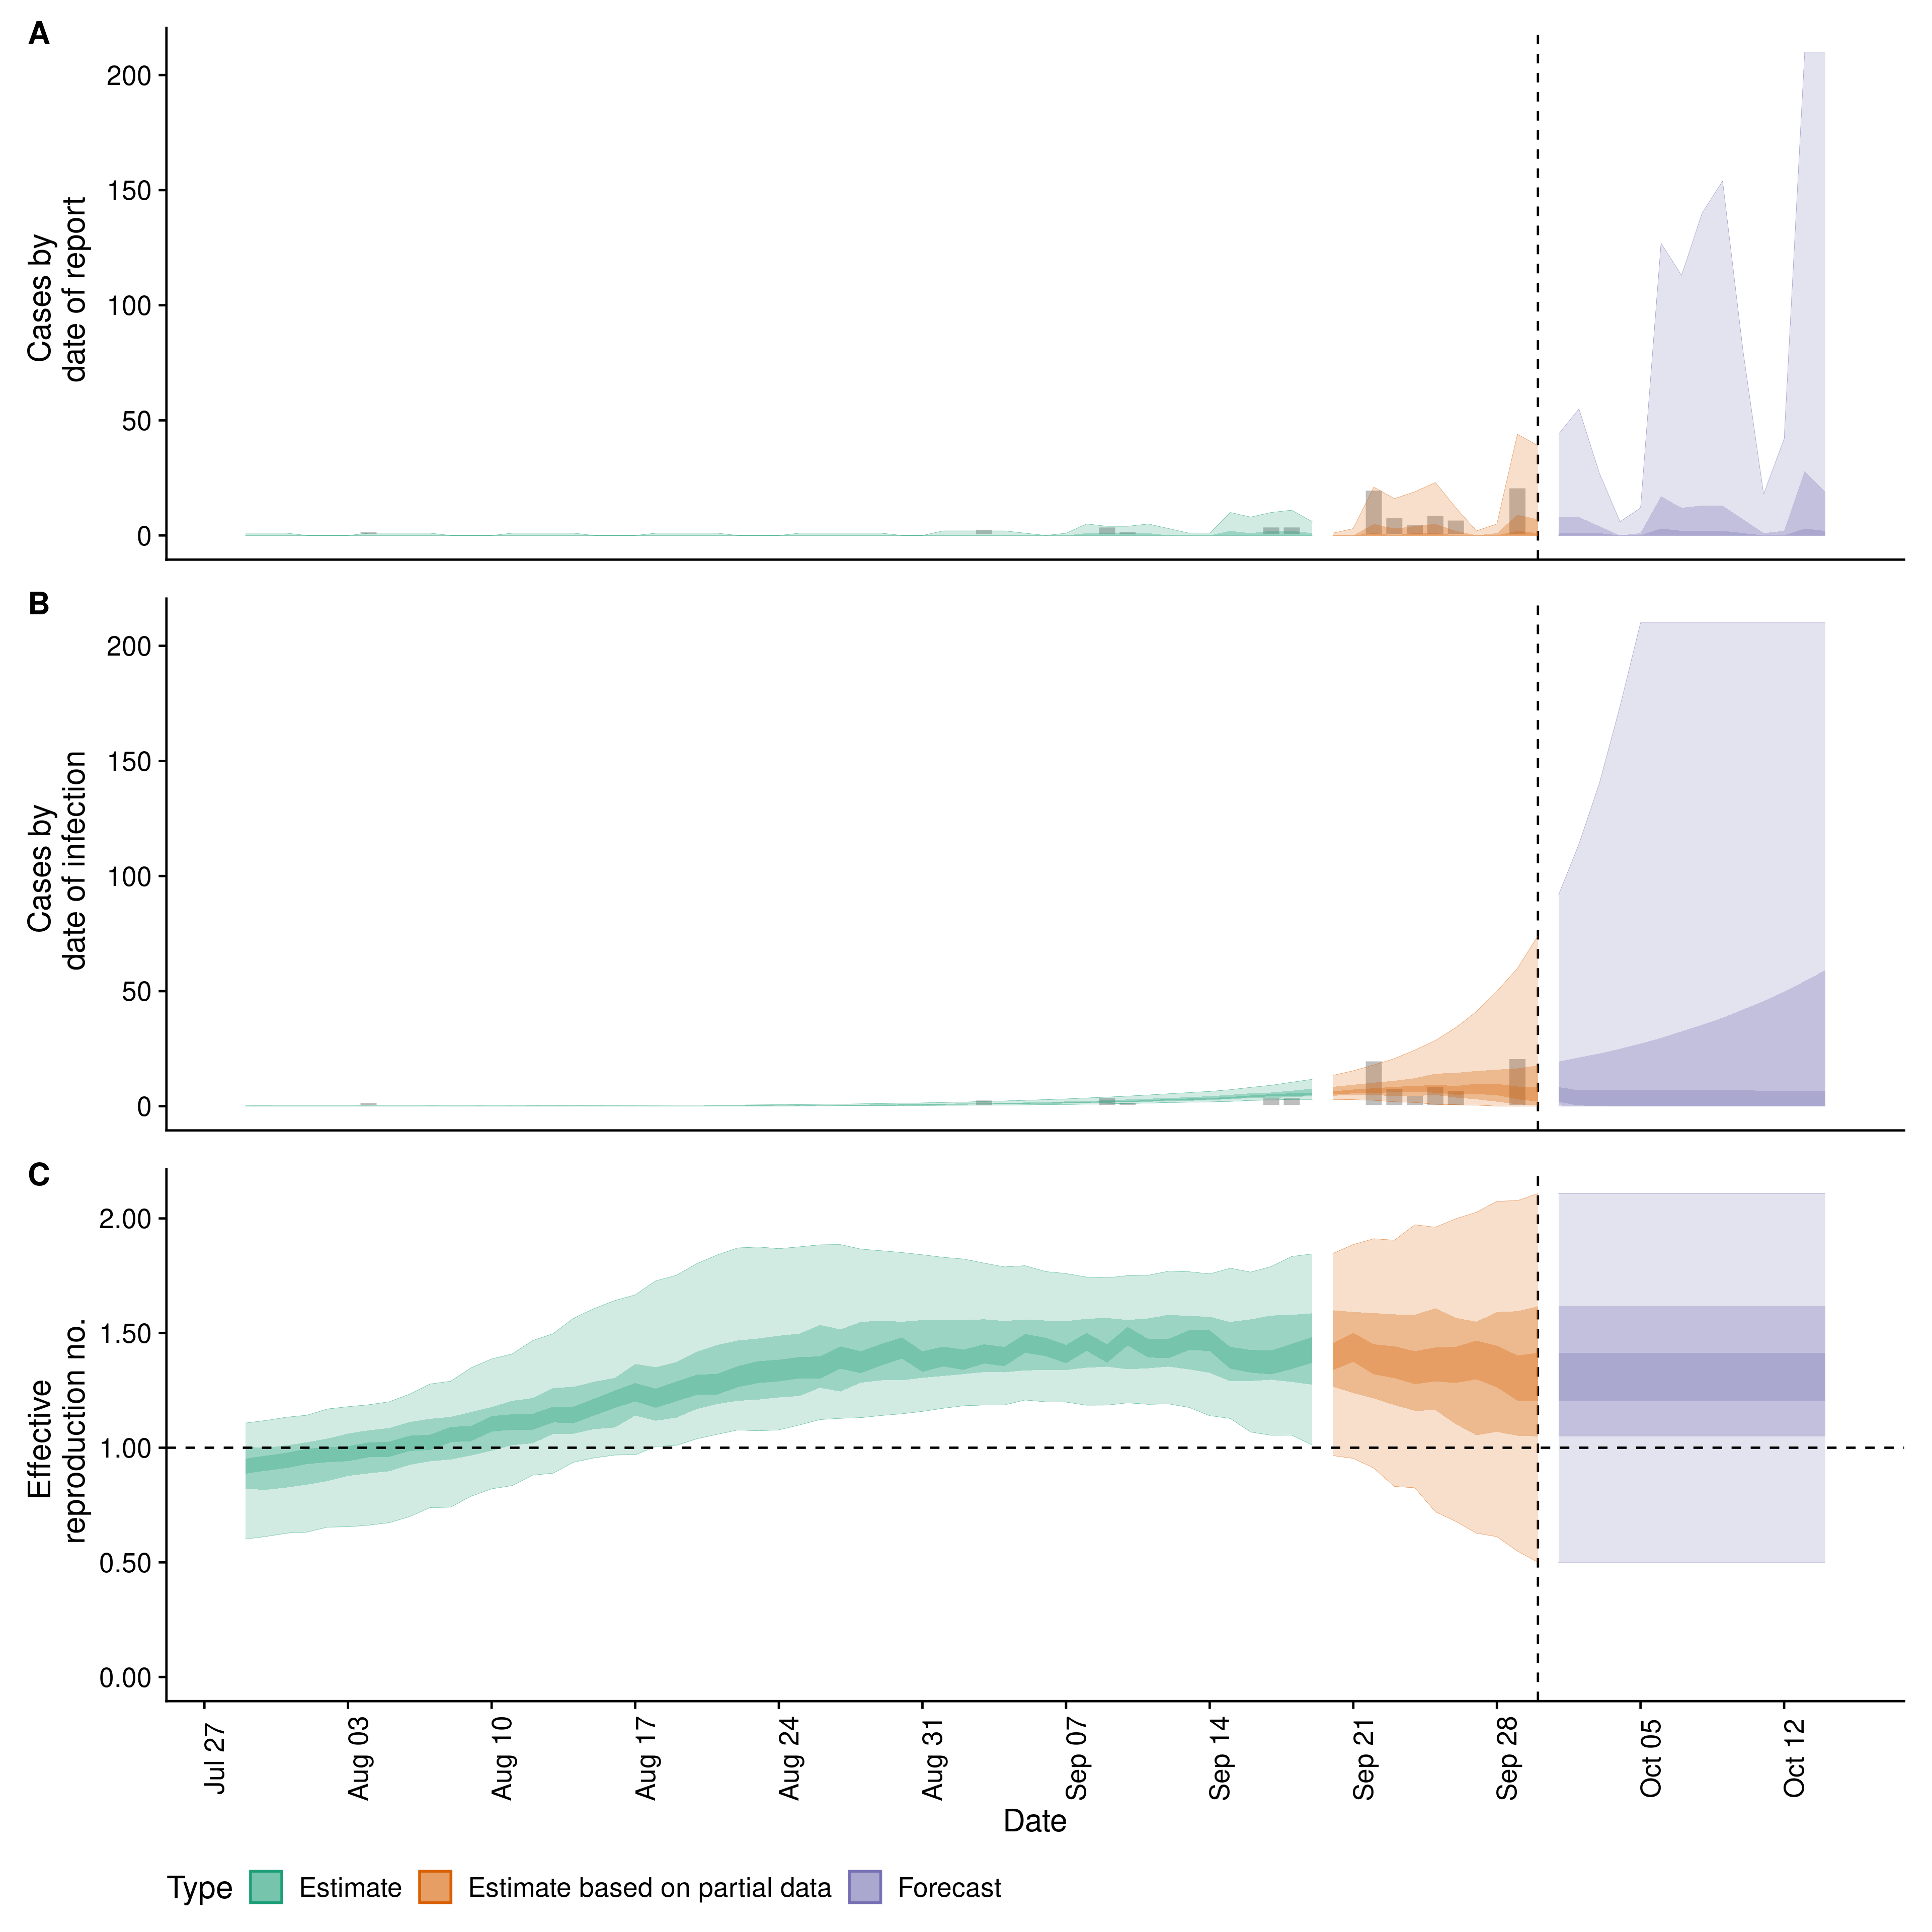 A
200
150
100
50
0
Cases by
date of report
B
200
150
100
50
0
Cases by
date of infection
C
2.00
1.50
1.00
0.50
0.00
Effective
reproduction no.
Jul 27
Aug 03
Aug 10
Aug 17
Aug 24
Aug 31
Sep 07
Sep 14
Sep 21
Sep 28
Oct 05
Oct 12
Date
Type Estimate Estimate based on partial data Forecast